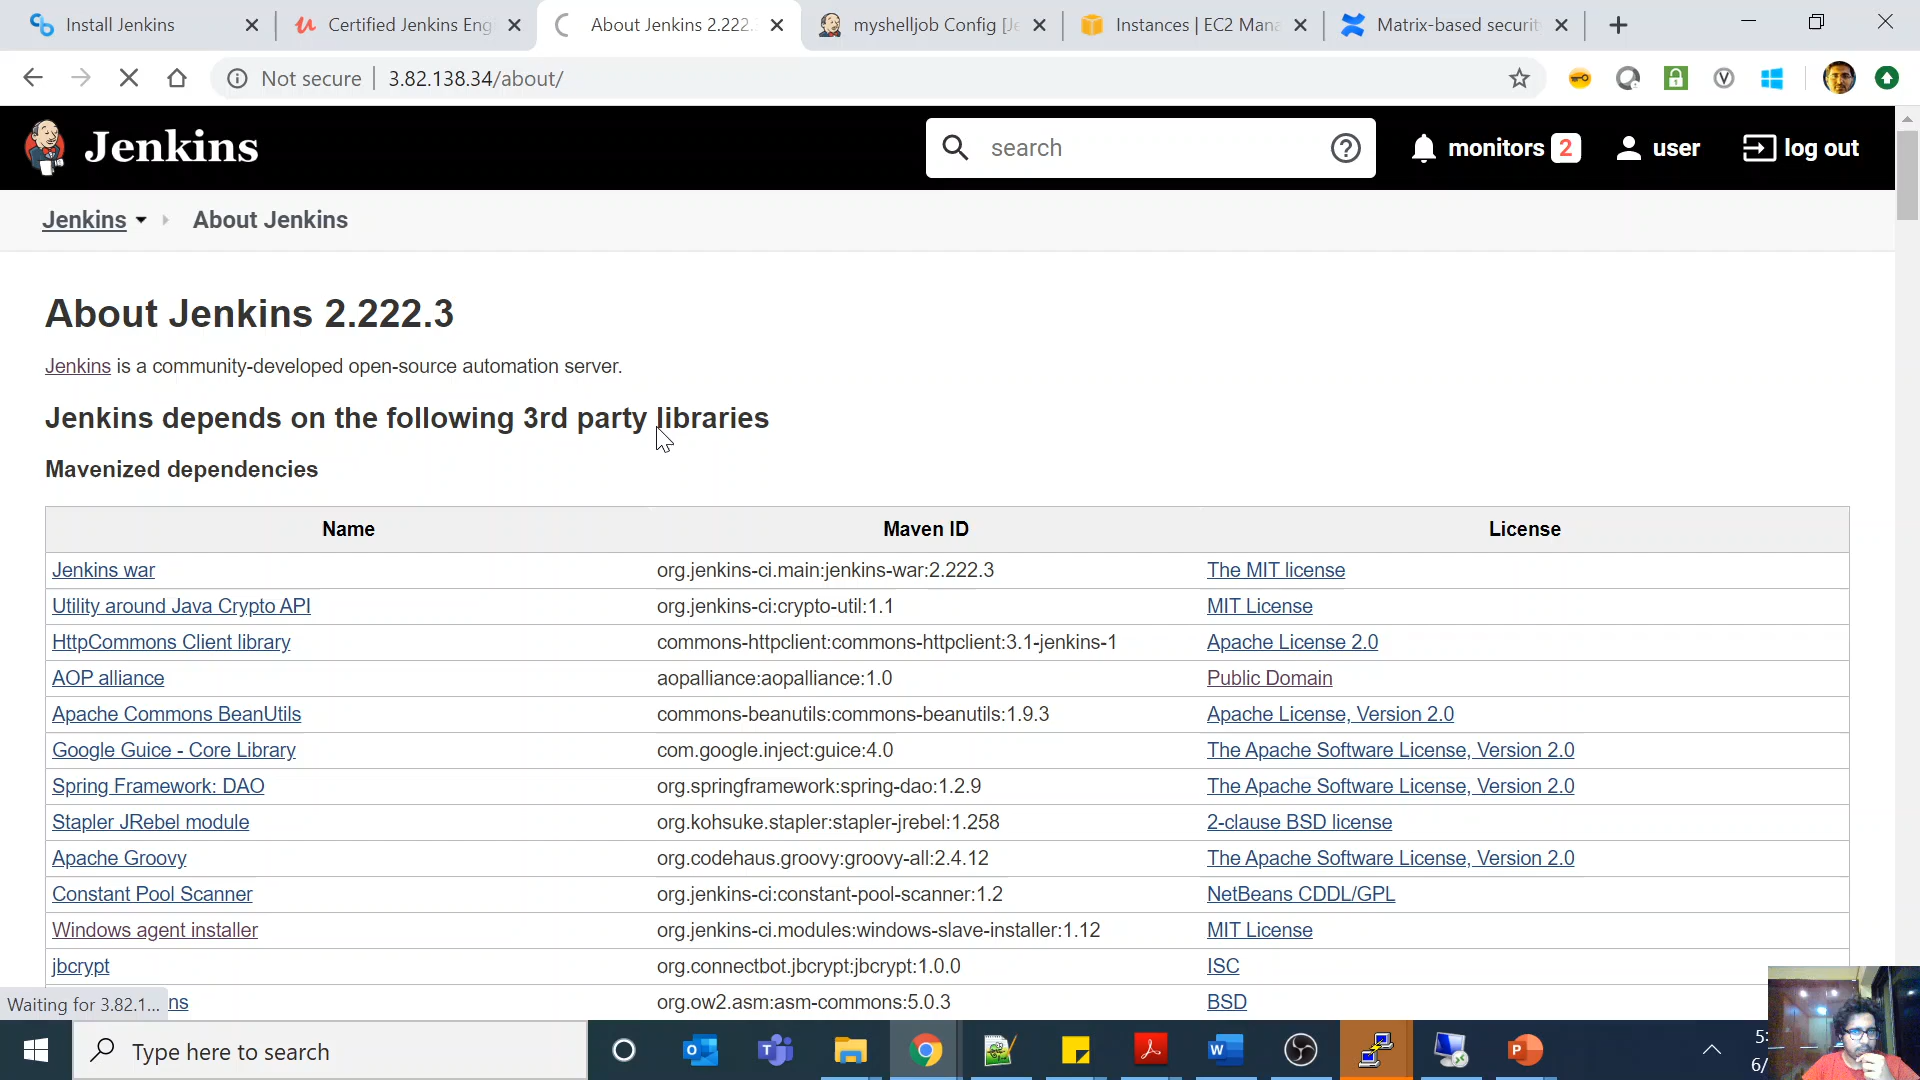 Install Jenkins
Certified Jenkins Eng
About Jenkins 2.222.
myshelljob Config [Je
Instances | EC2 Mana
Matrix-based securit
Not secure
3.82.138.34/about/
Jenkins
search
monitors 2
user
log out
Jenkins
About Jenkins
About Jenkins 2.222.3
Jenkins is a community-developed open-source automation server.
Jenkins depends on the following 3rd party libraries
Mavenized dependencies
Name Maven ID License
Jenkins war org.jenkins-ci.main:jenkins-war:2.222.3 The MIT license
Utility around Java Crypto API org.jenkins-ci:crypto-util:1.1 MIT License
HttpCommons Client library commons-httpclient:commons-httpclient:3.1-jenkins-1 Apache License 2.0
AOP alliance aopalliance:aopalliance:1.0 Public Domain
Apache Commons BeanUtils commons-beanutils:commons-beanutils:1.9.3 Apache License, Version 2.0
Google Guice - Core Library com.google.inject:guice:4.0 The Apache Software License, Version 2.0
Spring Framework: DAO org.springframework:spring-dao:1.2.9 The Apache Software License, Version 2.0
Stapler JRebel module org.kohsuke.stapler:stapler-jrebel:1.258 2-clause BSD license
Apache Groovy org.codehaus.groovy:groovy-all:2.4.12 The Apache Software License, Version 2.0
Constant Pool Scanner org.jenkins-ci:constant-pool-scanner:1.2 NetBeans CDDL/GPL
Windows agent installer org.jenkins-ci.modules:windows-slave-installer:1.12 MIT License
jbcrypt org.connectbot.jbcrypt:jbcrypt:1.0.0 ISC
Waiting for 3.82.1... ns org.ow2.asm:asm-commons:5.0.3 BSD
Type here to search
5:
6/